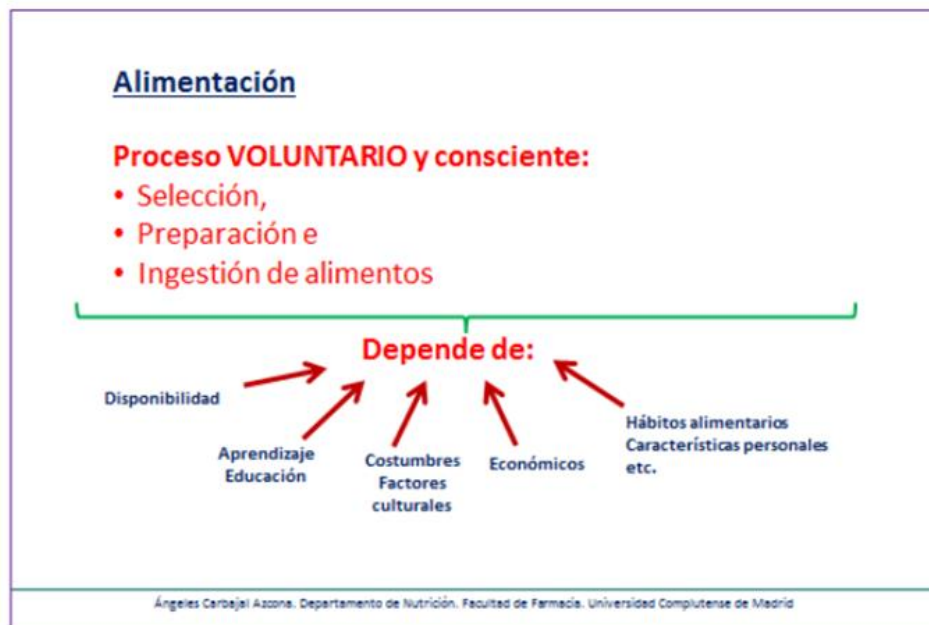 Alimentación
Proceso VOLUNTARIO y consciente:
• Selección,
• Preparación e
• Ingestión de alimentos
Depende de:
Disponibilidad
Aprendizaje
Educación
Costumbres
Factores
culturales
Económicos
Hábitos alimentarios
Características personales
etc.
Ángeles Carbajal Azcona. Departamento de Nutrición. Facultad de Farmacia. Universidad Complutense de Madrid